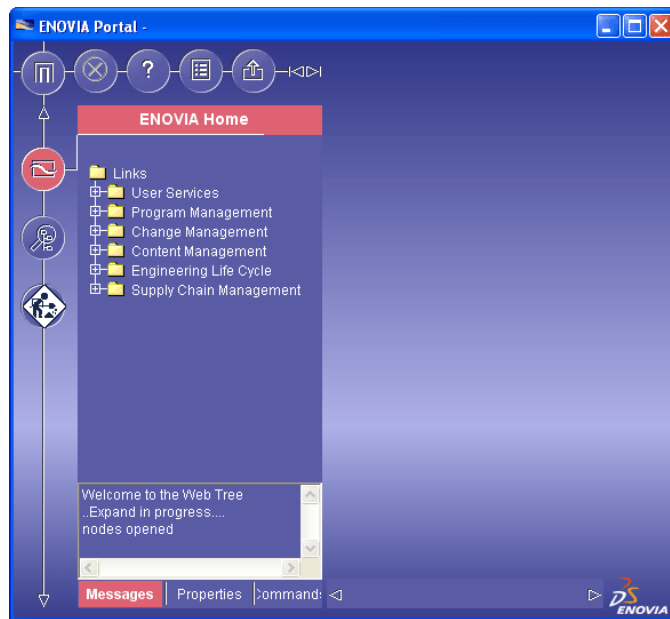 ENOVIA Portal -
?
ENOVIA Home
Links
User Services
Program Management
Change Management
Content Management
Engineering Life Cycle
Supply Chain Management
Welcome to the Web Tree
..Expand in progress....
nodes opened
Messages Properties
ENOVIA